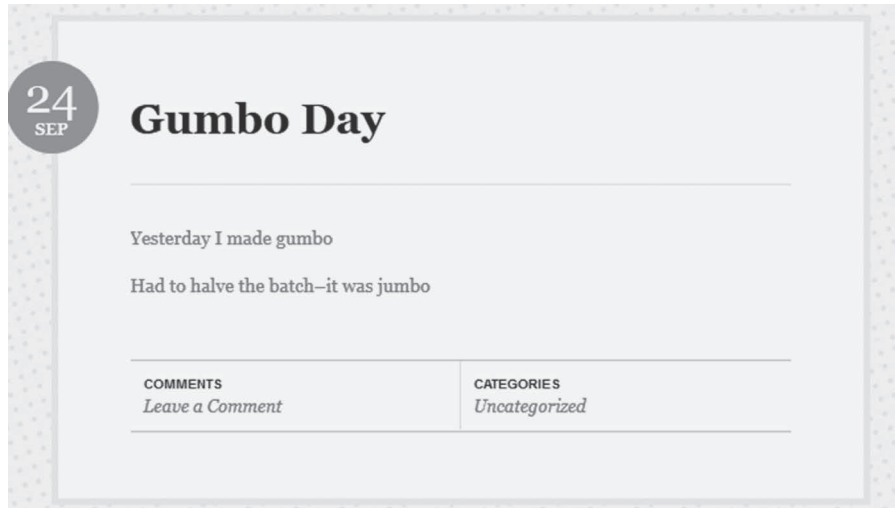 24
SEP
Gumbo Day
Yesterday I made gumbo
Had to halve the batch–it was jumbo
COMMENTS
Leave a Comment
CATEGORIES
Uncategorized